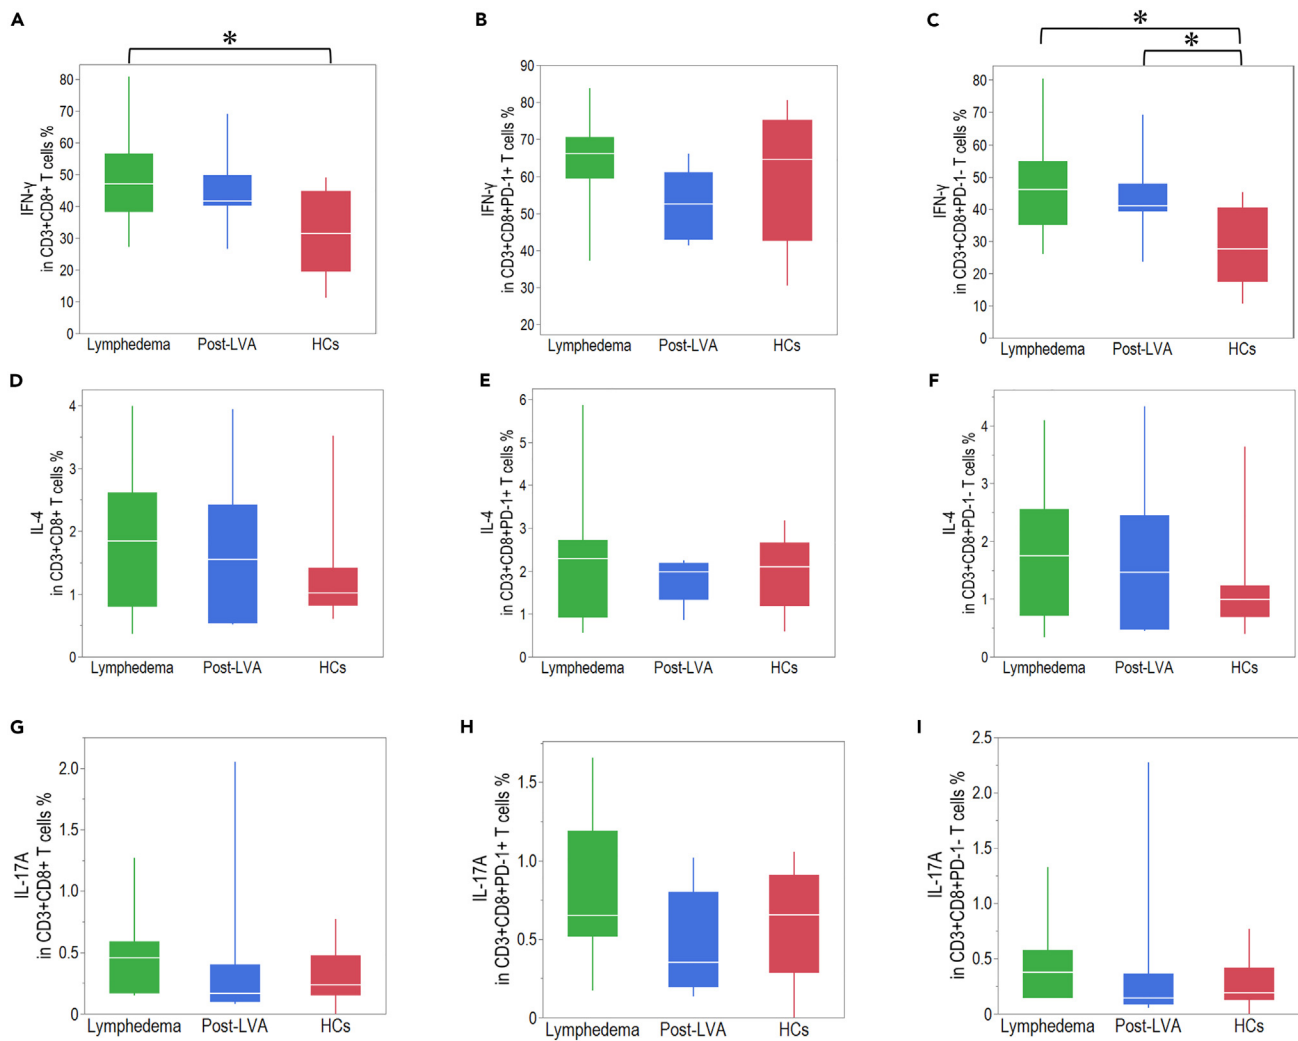 A
*
IFN-γ
in CD3+CD8+ T cells %
80
70
60
50
40
30
20
10
0
Lymphedema Post-LVA HCs
B
IFN-γ
in CD3+CD8+PD-1+ T cells %
90
80
70
60
50
40
30
20
Lymphedema Post-LVA HCs
C
*
*
IFN-γ
in CD3+CD8+PD-1- T cells %
80
70
60
50
40
30
20
10
0
Lymphedema Post-LVA HCs
D
IL-4
in CD3+CD8+ T cells %
4
3
2
1
0
Lymphedema Post-LVA HCs
E
IL-4
in CD3+CD8+PD-1+ T cells %
6
5
4
3
2
1
0
Lymphedema Post-LVA HCs
F
IL-4
in CD3+CD8+PD-1- T cells %
4
3
2
1
0
Lymphedema Post-LVA HCs
G
IL-17A
in CD3+CD8+ T cells %
2.0
1.5
1.0
0.5
0
Lymphedema Post-LVA HCs
H
IL-17A
in CD3+CD8+PD-1+ T cells %
1.5
1.0
0.5
0
Lymphedema Post-LVA HCs
I
IL-17A
in CD3+CD8+PD-1- T cells %
2.5
2.0
1.5
1.0
0.5
0
Lymphedema Post-LVA HCs